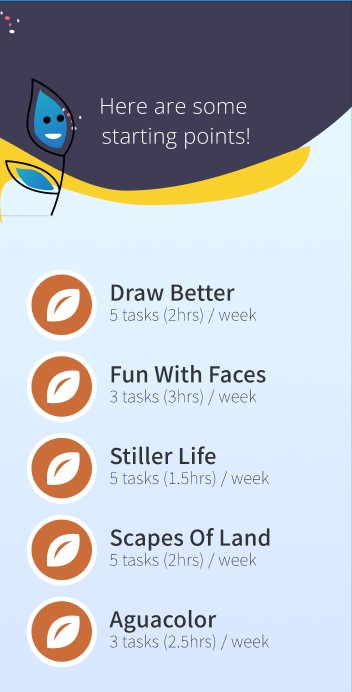 Here are some
starting points!
Draw Better
5 tasks (2hrs) / week
Fun With Faces
3 tasks (3hrs) / week
Stiller Life
5 tasks (1.5hrs) / week
Scapes Of Land
5 tasks (2hrs) / week
Aguacolor
3 tasks (2.5hrs) / week